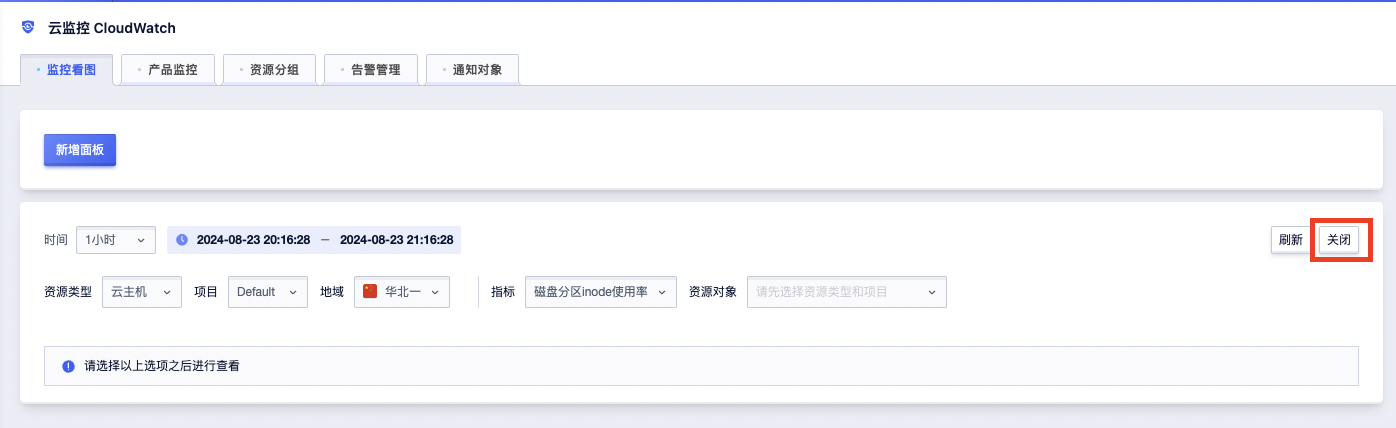 云监控 CloudWatch
监控看图 产品监控 资源分组 告警管理 通知对象
新增面板
时间 1小时 2024-08-23 20:16:28 — 2024-08-23 21:16:28 刷新 关闭
资源类型 云主机 项目 Default 地域 华北一 指标 磁盘分区inode使用率 资源对象 请先选择资源类型和项目
请选择以上选项之后进行查看